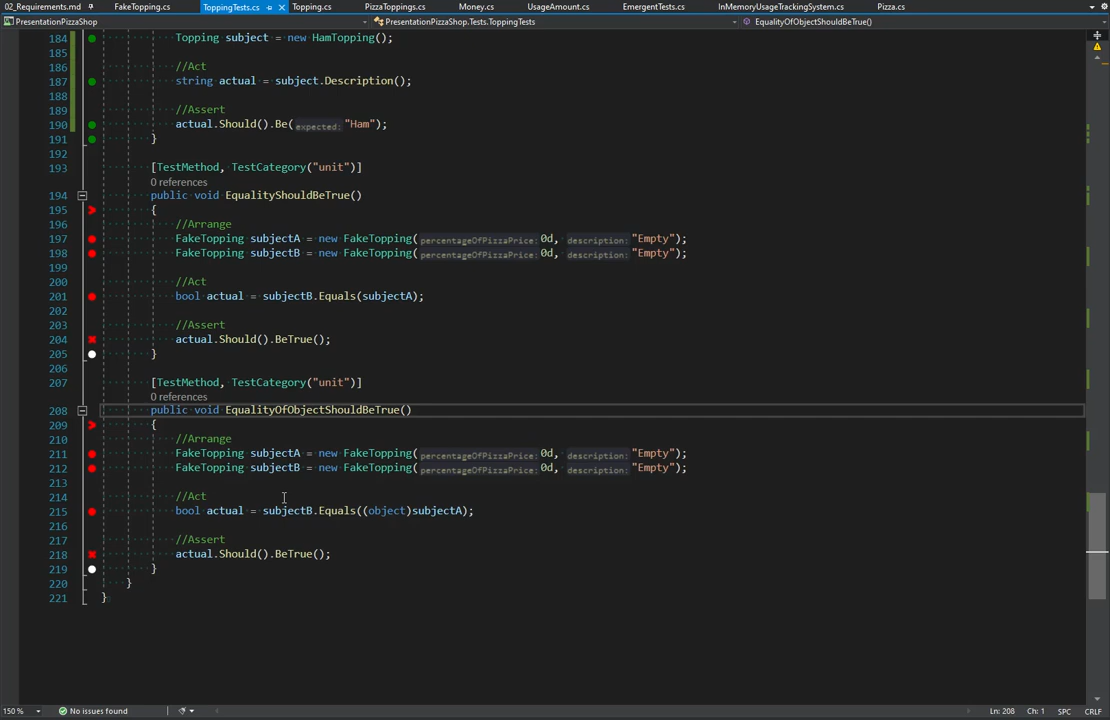 02_Requirements.md FakeTopping.cs ToppingTests.cs Topping.cs PizzaToppings.cs Money.cs UsageAmount.cs EmergentTests.cs InMemoryUsageTrackingSystem.cs Pizza.cs
PresentationPizzaShop PresentationPizzaShop.Tests.ToppingTests EqualityOfObjectShouldBeTrue()
184 Topping subject = new HamTopping();
185
186 //Act
187 string actual = subject.Description();
188
189 //Assert
190 actual.Should().Be(expected: "Ham");
191 }
192
193 [TestMethod, TestCategory("unit")]
0 references
194 public void EqualityShouldBeTrue()
195 {
196 //Arrange
197 FakeTopping subjectA = new FakeTopping(percentageOfPizzaPrice: 0d, description: "Empty");
198 FakeTopping subjectB = new FakeTopping(percentageOfPizzaPrice: 0d, description: "Empty");
199
200 //Act
201 bool actual = subjectB.Equals(subjectA);
202
203 //Assert
204 actual.Should().BeTrue();
205 }
206
207 [TestMethod, TestCategory("unit")]
0 references
208 public void EqualityOfObjectShouldBeTrue()
209 {
210 //Arrange
211 FakeTopping subjectA = new FakeTopping(percentageOfPizzaPrice: 0d, description: "Empty");
212 FakeTopping subjectB = new FakeTopping(percentageOfPizzaPrice: 0d, description: "Empty");
213
214 //Act
215 bool actual = subjectB.Equals((object)subjectA);
216
217 //Assert
218 actual.Should().BeTrue();
219 }
220 }
221 }
150 % No issues found Ln: 208 Ch: 1 SPC CRLF